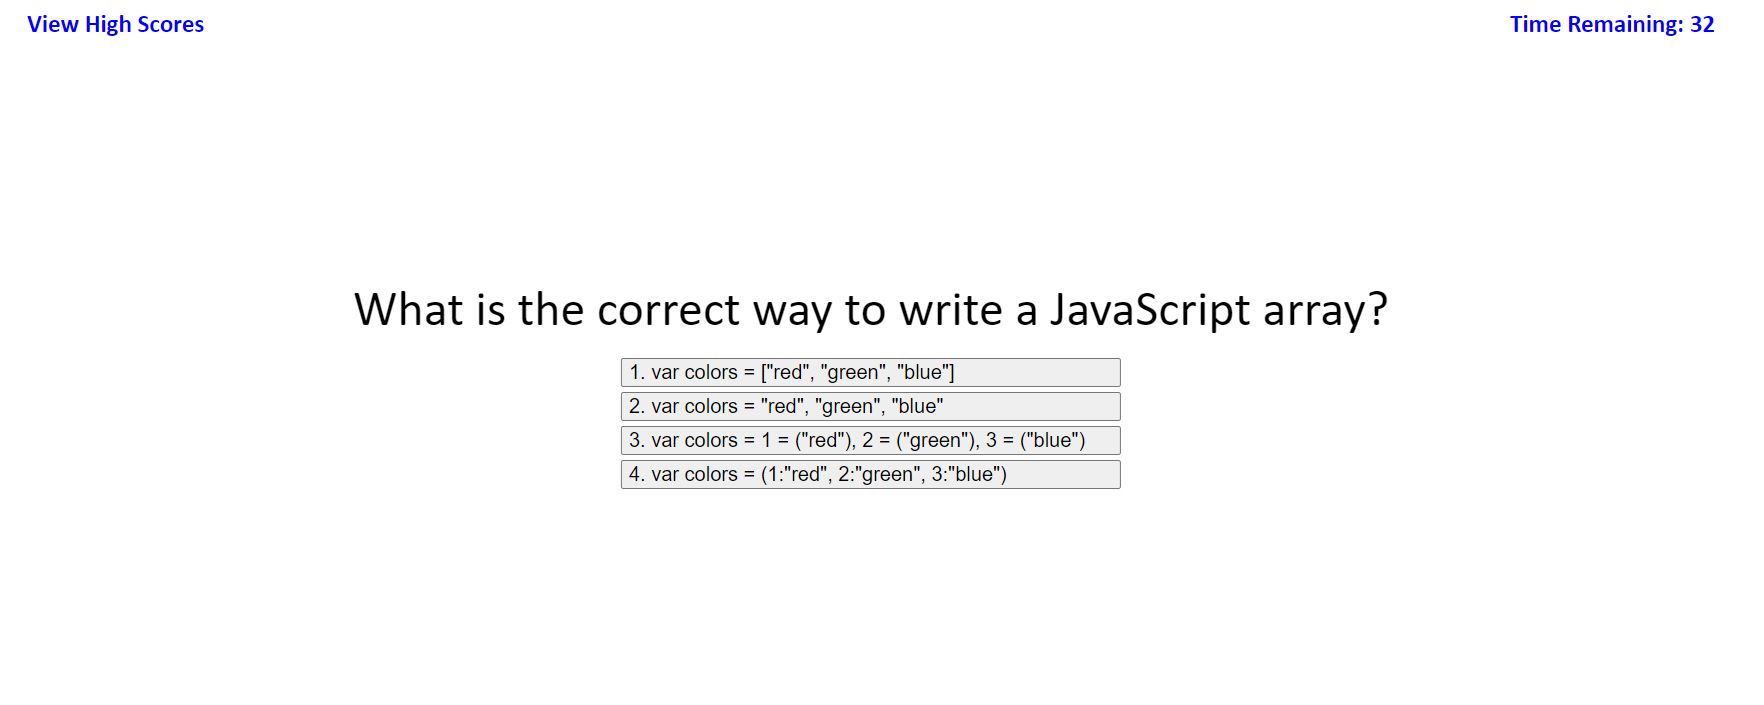 View High Scores
Time Remaining: 32
What is the correct way to write a JavaScript array?
1. var colors = ["red", "green", "blue"]
2. var colors = "red", "green", "blue"
3. var colors = 1 = ("red"), 2 = ("green"), 3 = ("blue")
4. var colors = (1:"red", 2:"green", 3:"blue")